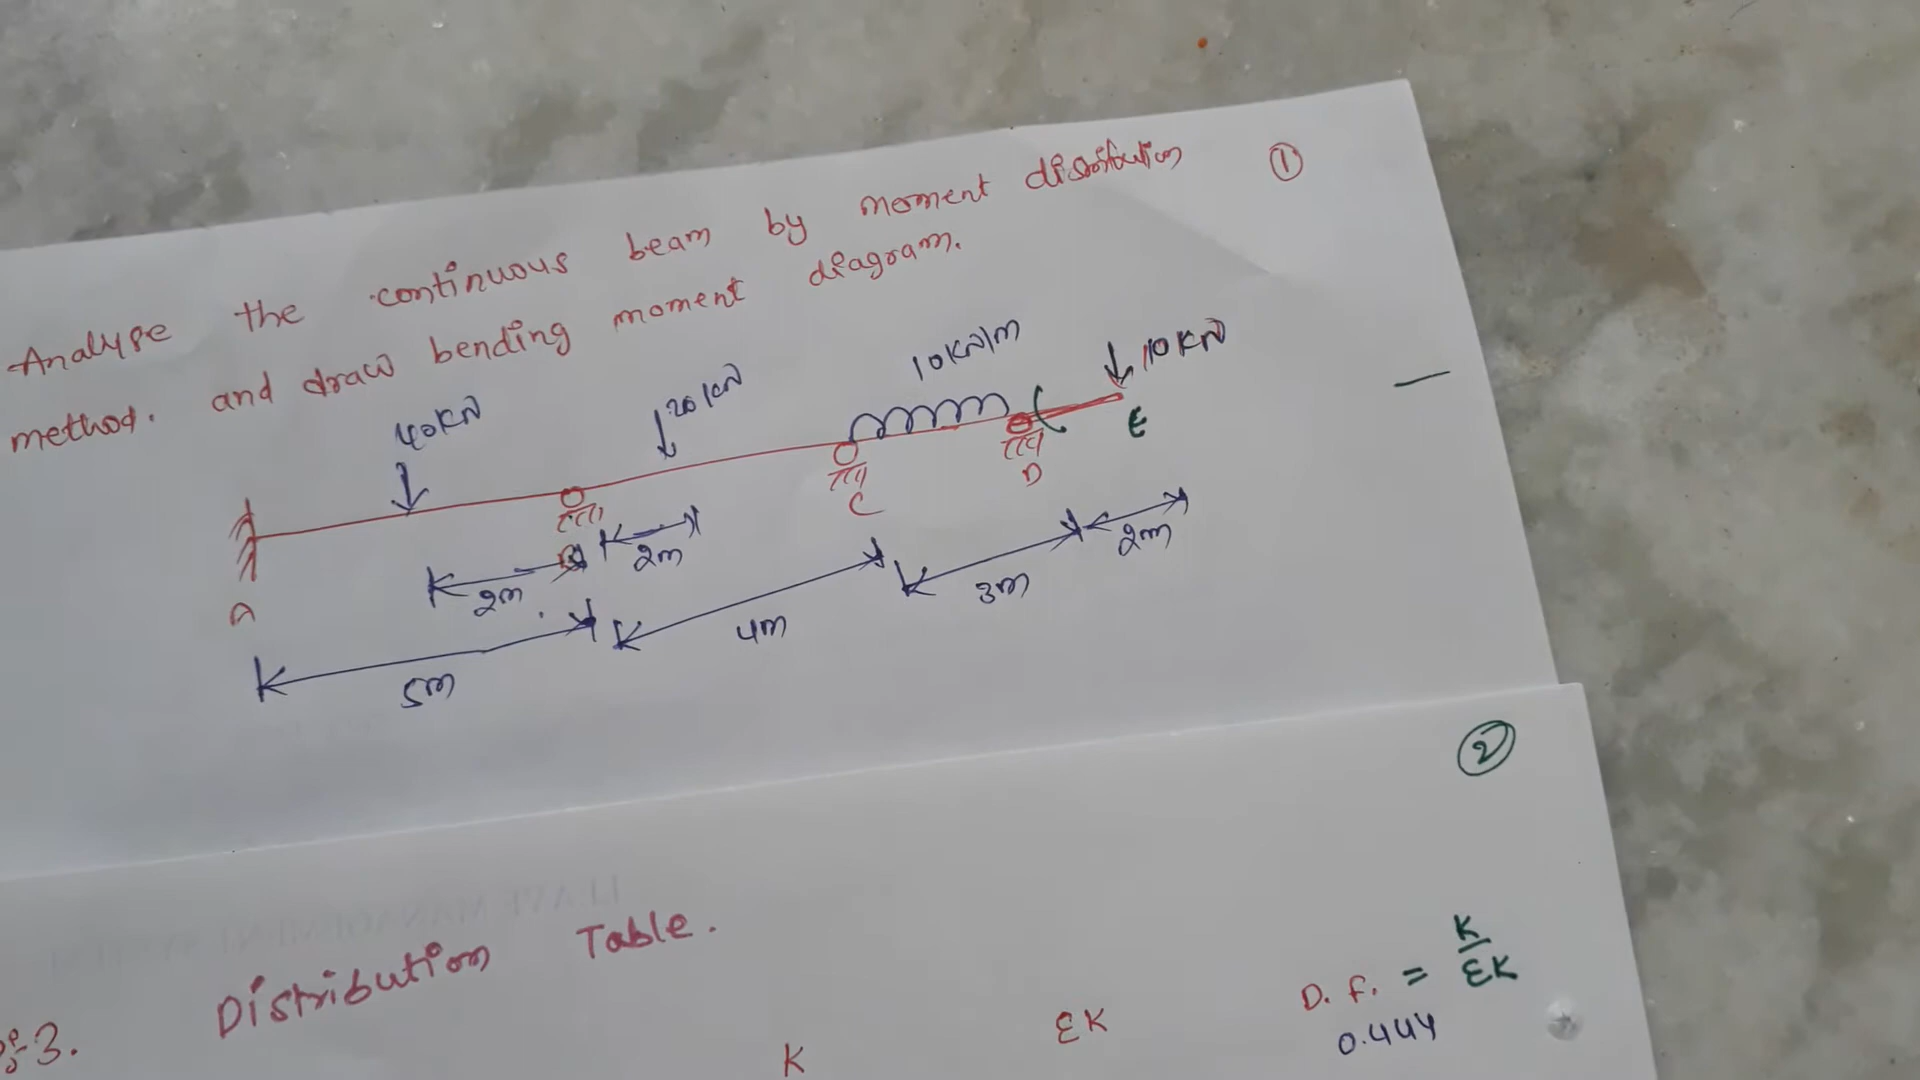 ①
Analyse the continuous beam by moment distribution
method. and draw bending moment diagram.
40KN
20KN
10KN/m
10KN
A
B
C
D
E
2m
2m
5m
4m
3m
2m
②
3. Distribution Table.
K
ΣK
D.F. = K/ΣK
0.444